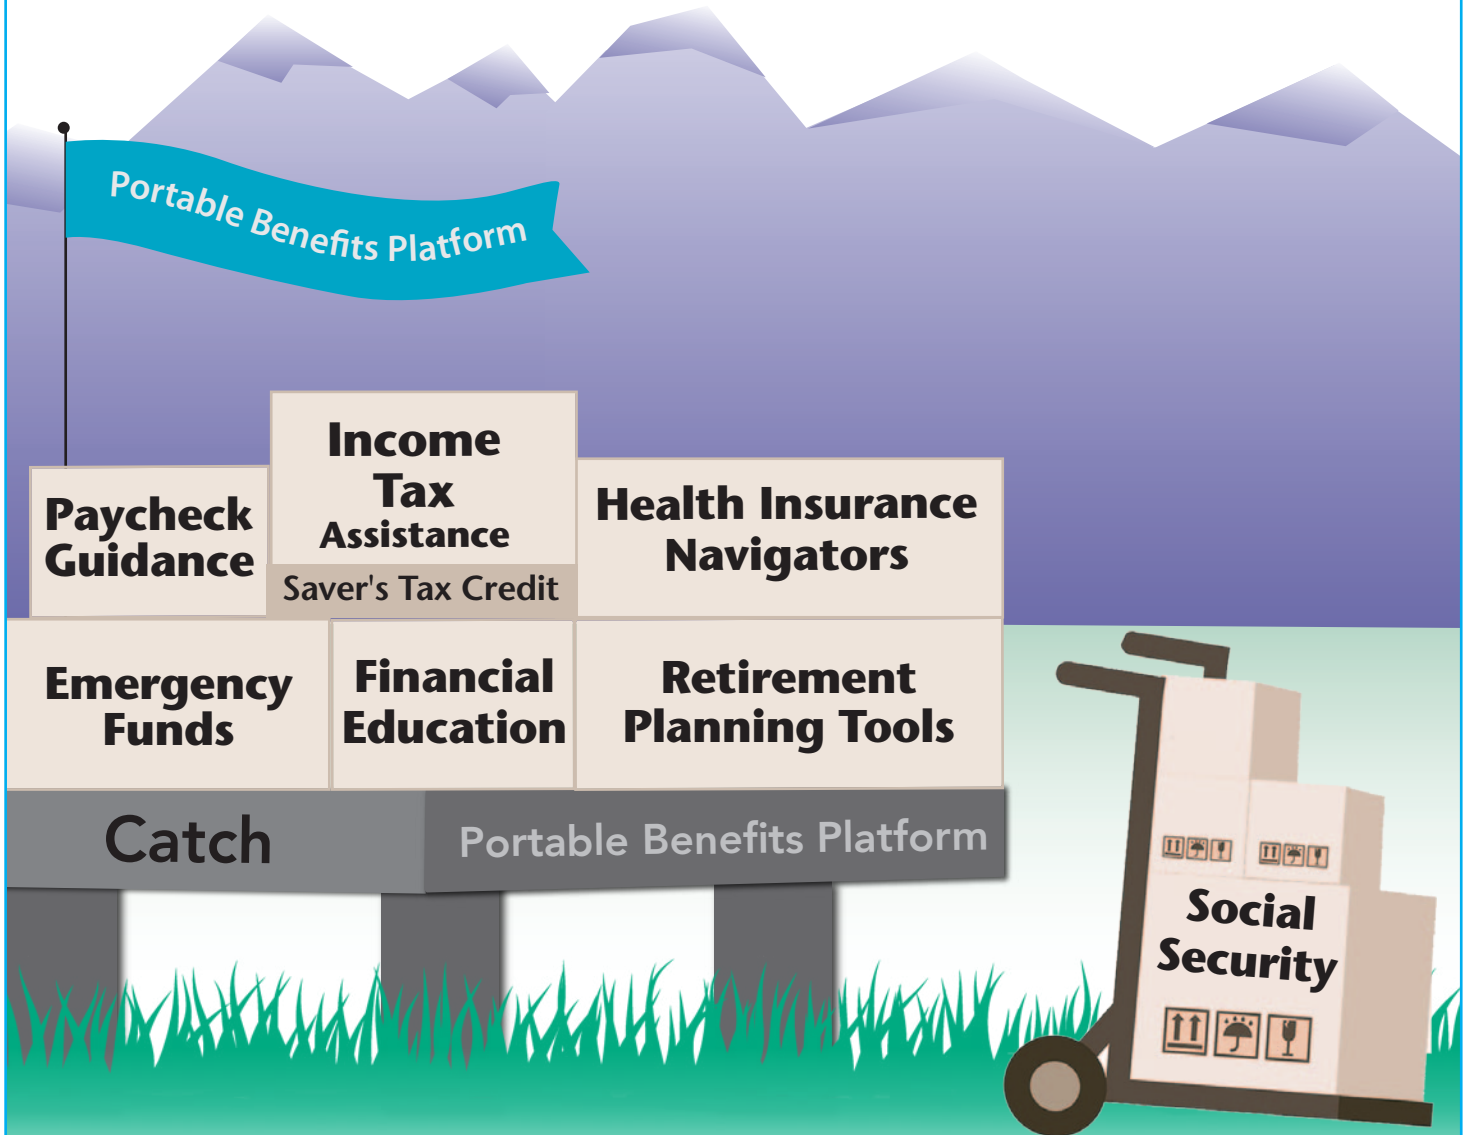 Portable Benefits Platform
Income
Tax
Assistance
Saver's Tax Credit
Paycheck
Guidance
Health Insurance
Navigators
Emergency
Funds
Financial
Education
Retirement
Planning Tools
Catch
Portable Benefits Platform
Social
Security